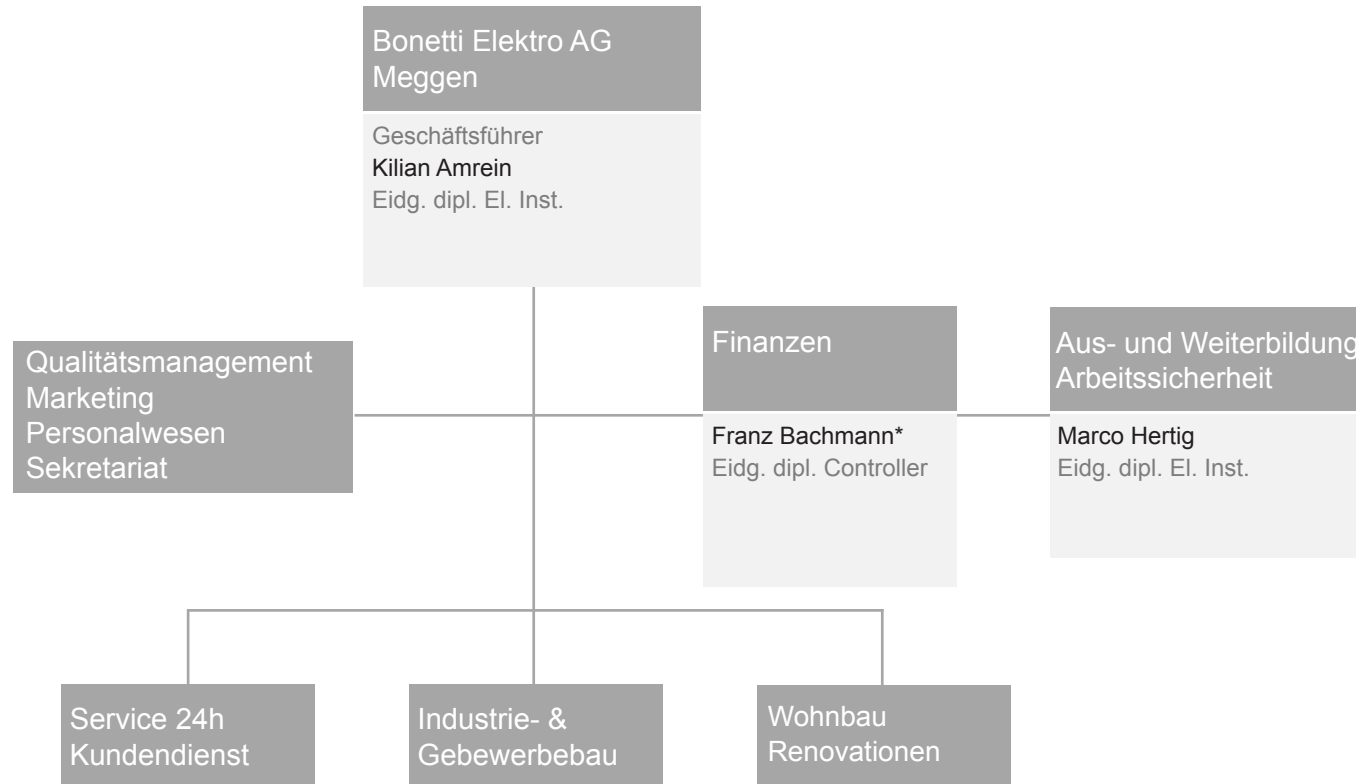 Bonetti Elektro AG
Meggen
Geschäftsführer
Kilian Amrein
Eidg. dipl. El. Inst.
Qualitätsmanagement
Marketing
Personalwesen
Sekretariat
Finanzen
Franz Bachmann*
Eidg. dipl. Controller
Aus- und Weiterbildung
Arbeitssicherheit
Marco Hertig
Eidg. dipl. El. Inst.
Service 24h
Kundendienst
Industrie- &
Gebewerbebau
Wohnbau
Renovationen